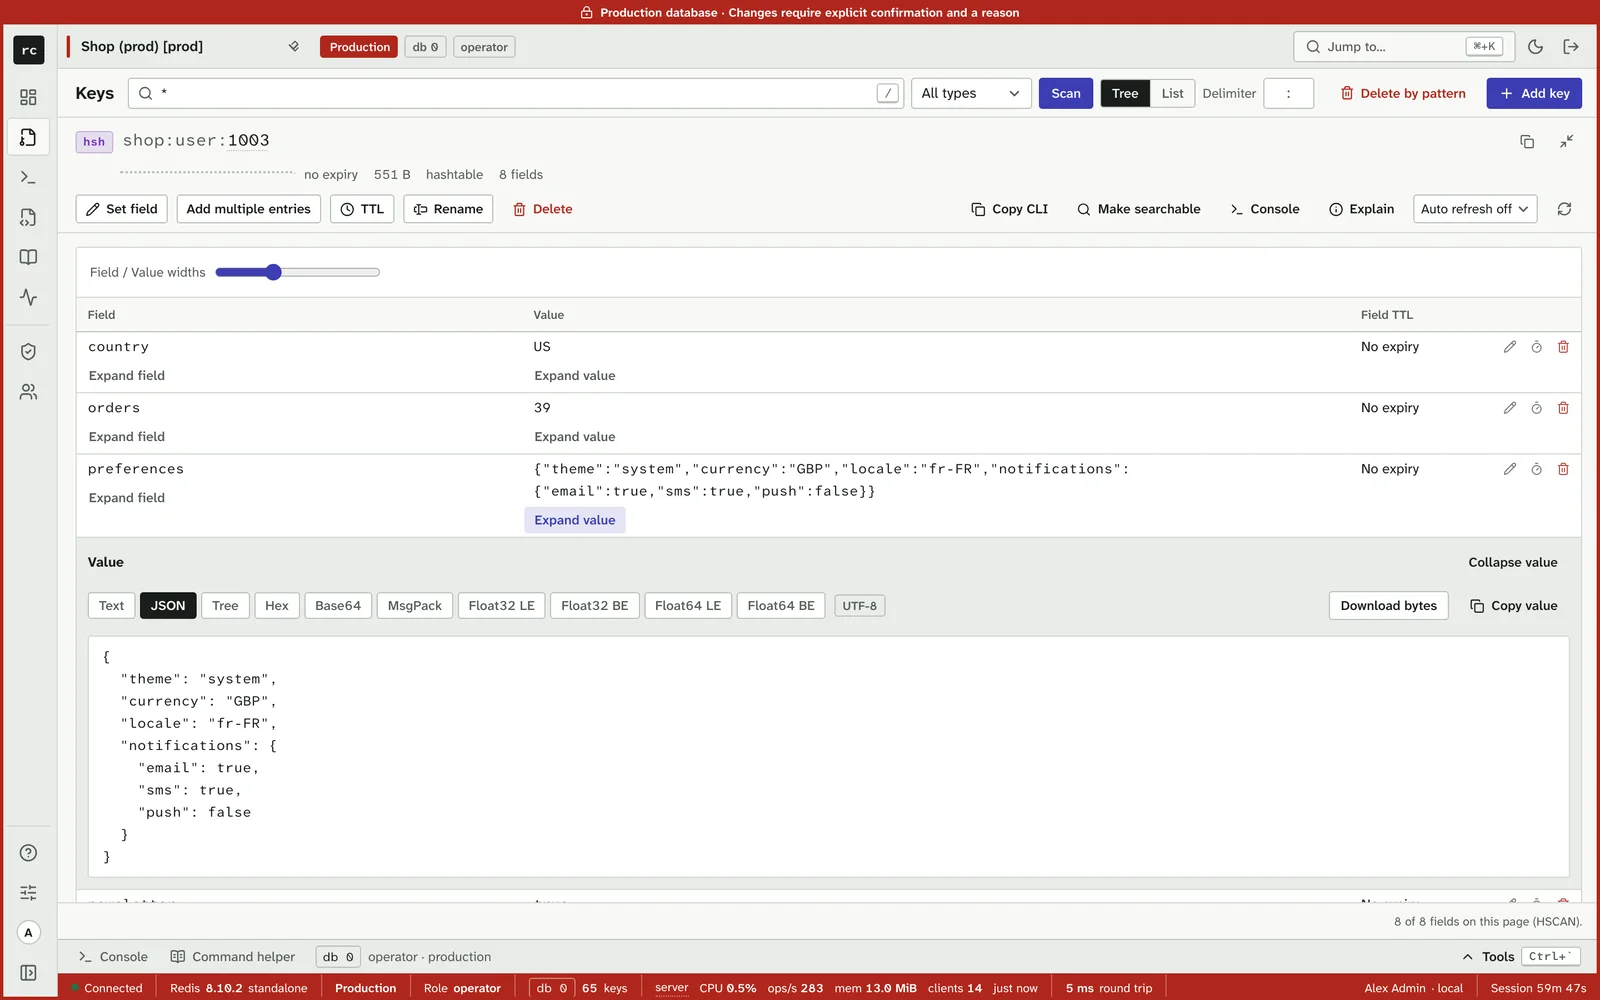 Production database · Changes require explicit confirmation and a reason
rc
Shop (prod) [prod]
Production
db 0
operator
Jump to...
⌘+K
Keys
*
/
All types
Scan
Tree
List
Delimiter
:
Delete by pattern
Add key
hsh
shop:user:1003
no expiry
551 B
hashtable
8 fields
Set field
Add multiple entries
TTL
Rename
Delete
Copy CLI
Make searchable
Console
Explain
Auto refresh off
Field / Value widths
Field
Value
Field TTL
country
US
No expiry
Expand field
Expand value
orders
39
No expiry
Expand field
Expand value
preferences
{"theme":"system","currency":"GBP","locale":"fr-FR","notifications":
{"email":true,"sms":true,"push":false}}
No expiry
Expand field
Expand value
Value
Collapse value
Text
JSON
Tree
Hex
Base64
MsgPack
Float32 LE
Float32 BE
Float64 LE
Float64 BE
UTF-8
Download bytes
Copy value
{
"theme": "system",
"currency": "GBP",
"locale": "fr-FR",
"notifications": {
"email": true,
"sms": true,
"push": false
}
}
8 of 8 fields on this page (HSCAN).
A
Console
Command helper
db 0
operator · production
Tools
Ctrl+`
Connected
Redis 8.10.2 standalone
Production
Role operator
db 0
65 keys
server
CPU 0.5%
ops/s 283
mem 13.0 MiB
clients 14
just now
5 ms round trip
Alex Admin · local
Session 59m 47s